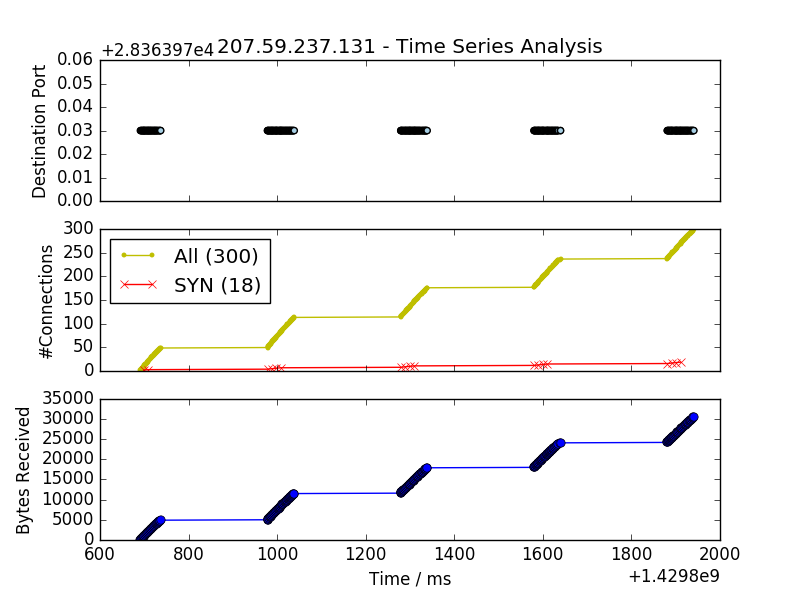 +2.836397e4 207.59.237.131 - Time Series Analysis
Destination Port
0.06
0.05
0.04
0.03
0.02
0.01
0.00
#Connections
300
250
200
150
100
50
0
All (300)
SYN (18)
Bytes Received
35000
30000
25000
20000
15000
10000
5000
0
600 800 1000 1200 1400 1600 1800 2000
Time / ms
+1.4298e9